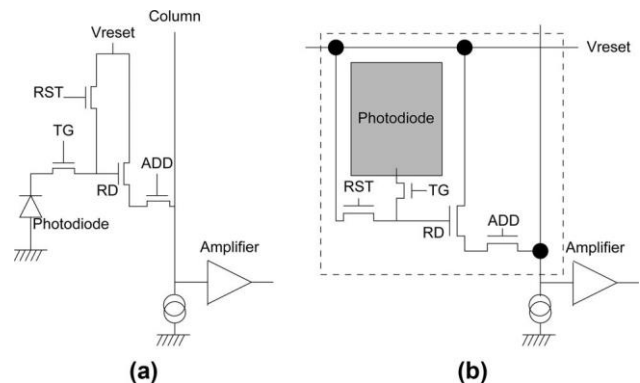 Column
Vreset
RST
TG
ADD
RD
Photodiode
Amplifier
(a)
Vreset
Photodiode
RST
TG
RD
ADD
Amplifier
(b)